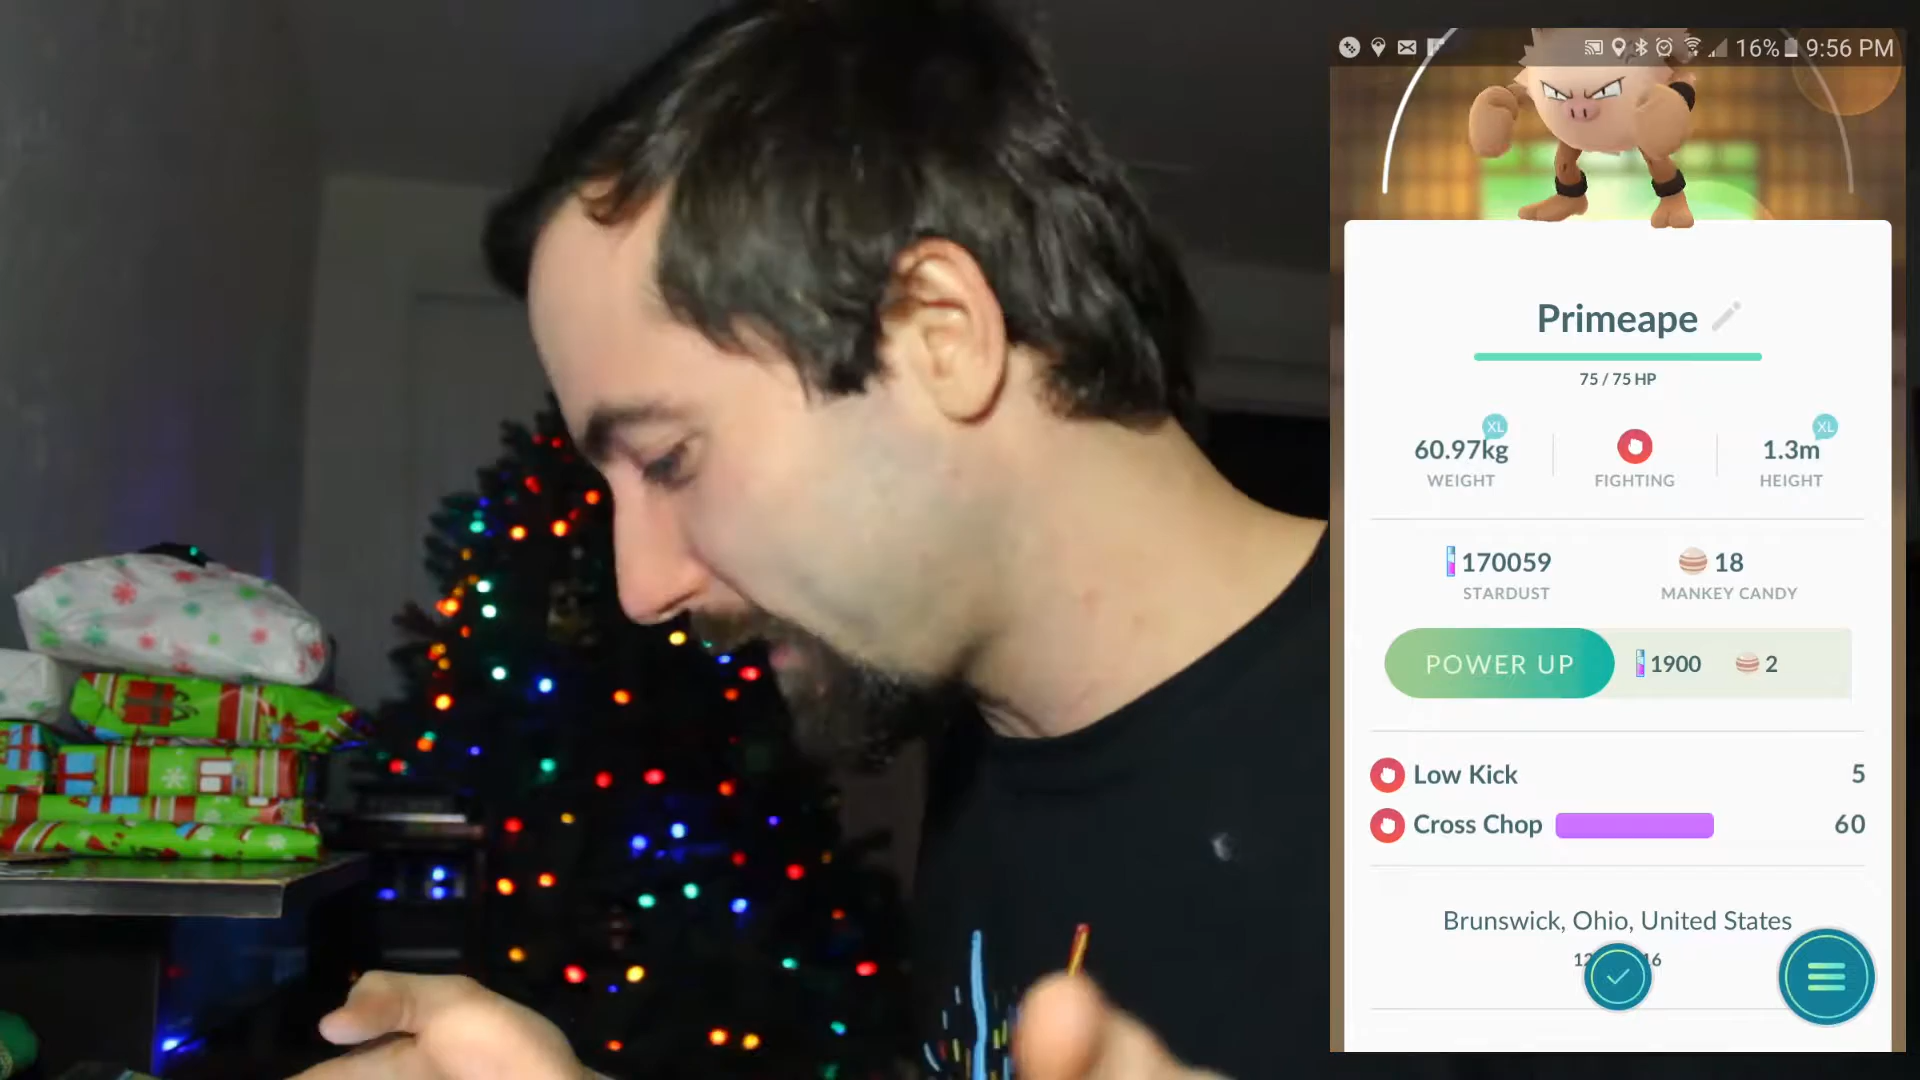 16% 9:56 PM
Primeape
75 / 75 HP
XL XL
60.97kg 1.3m
WEIGHT FIGHTING HEIGHT
170059 18
STARDUST MANKEY CANDY
POWER UP 1900 2
Low Kick 5
Cross Chop 60
Brunswick, Ohio, United States